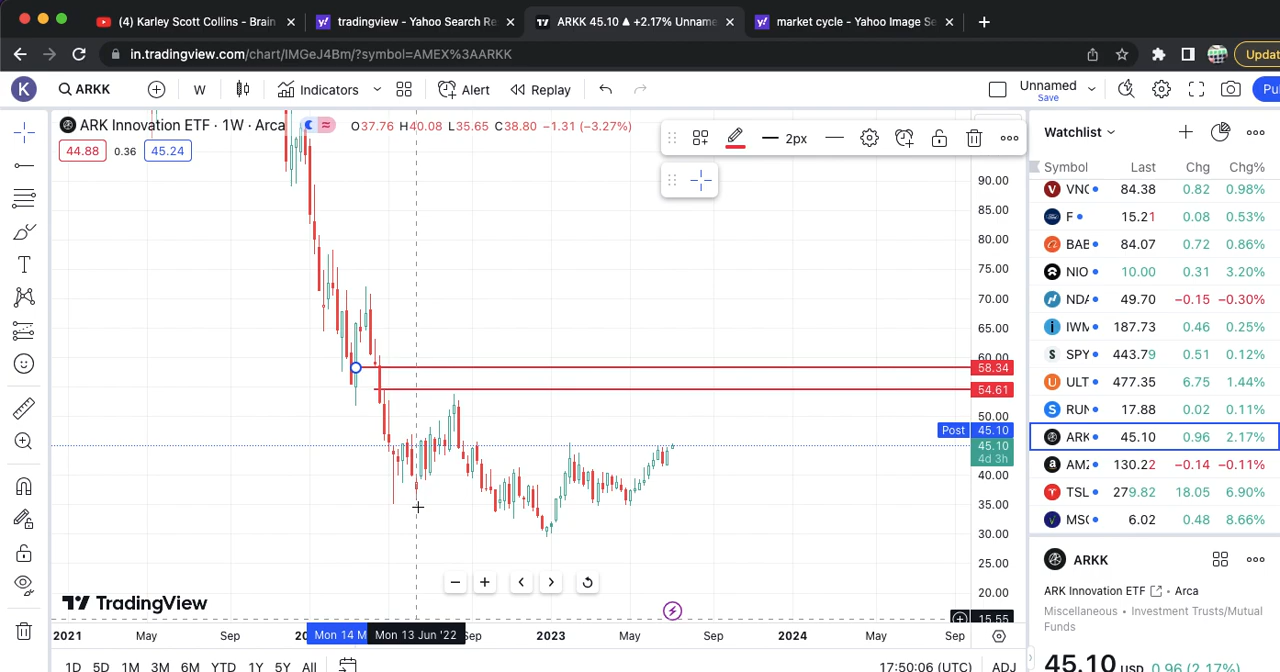 (4) Karley Scott Collins - Brain
tradingview - Yahoo Search Re
ARKK 45.10 ▲ +2.17% Unname
market cycle - Yahoo Image Se
in.tradingview.com/chart/IMGeJ4Bm/?symbol=AMEX%3AARKK
Updat
K
ARKK
W
Indicators
Alert
Replay
Unnamed
Save
Pu
ARK Innovation ETF · 1W · Arca
O37.76 H40.08 L35.65 C38.80 −1.31 (−3.27%)
44.88
0.36
45.24
2px
90.00
85.00
80.00
75.00
70.00
65.00
60.00
58.34
54.61
50.00
Post 45.10
45.10
4d 3h
40.00
35.00
30.00
25.00
20.00
15.55
TradingView
2021
May
Sep
20
Mon 14 M
Mon 13 Jun '22
Sep
2023
May
Sep
2024
May
Sep
1D 5D 1M 3M 6M YTD 1Y 5Y All
17:50:06 (UTC)
ADJ
Watchlist
Symbol Last Chg Chg%
VNC 84.38 0.82 0.98%
F 15.21 0.08 0.53%
BAB 84.07 0.72 0.86%
NIO 10.00 0.31 3.20%
NDA 49.70 −0.15 −0.30%
IWM 187.73 0.46 0.25%
SPY 443.79 0.51 0.12%
ULT 477.35 6.75 1.44%
RUN 17.88 0.02 0.11%
ARK 45.10 0.96 2.17%
AMZ 130.22 −0.14 −0.11%
TSL 279.82 18.05 6.90%
MSC 6.02 0.48 8.66%
ARKK
ARK Innovation ETF Arca
Miscellaneous • Investment Trusts/Mutual
Funds
45.10 USD 0.96 (2.17%)